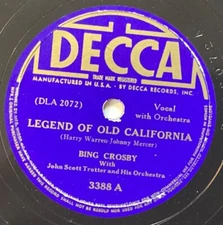 DECCA
TRADE MARK REGISTERED
MANUFACTURED IN U.S.A. - BY DECCA RECORDS, INC.
(DLA 2072)
Vocal
with Orchestra
LEGEND OF OLD CALIFORNIA
(Harry Warren-Johnny Mercer)
BING CROSBY
With
John Scott Trotter and His Orchestra
3388 A